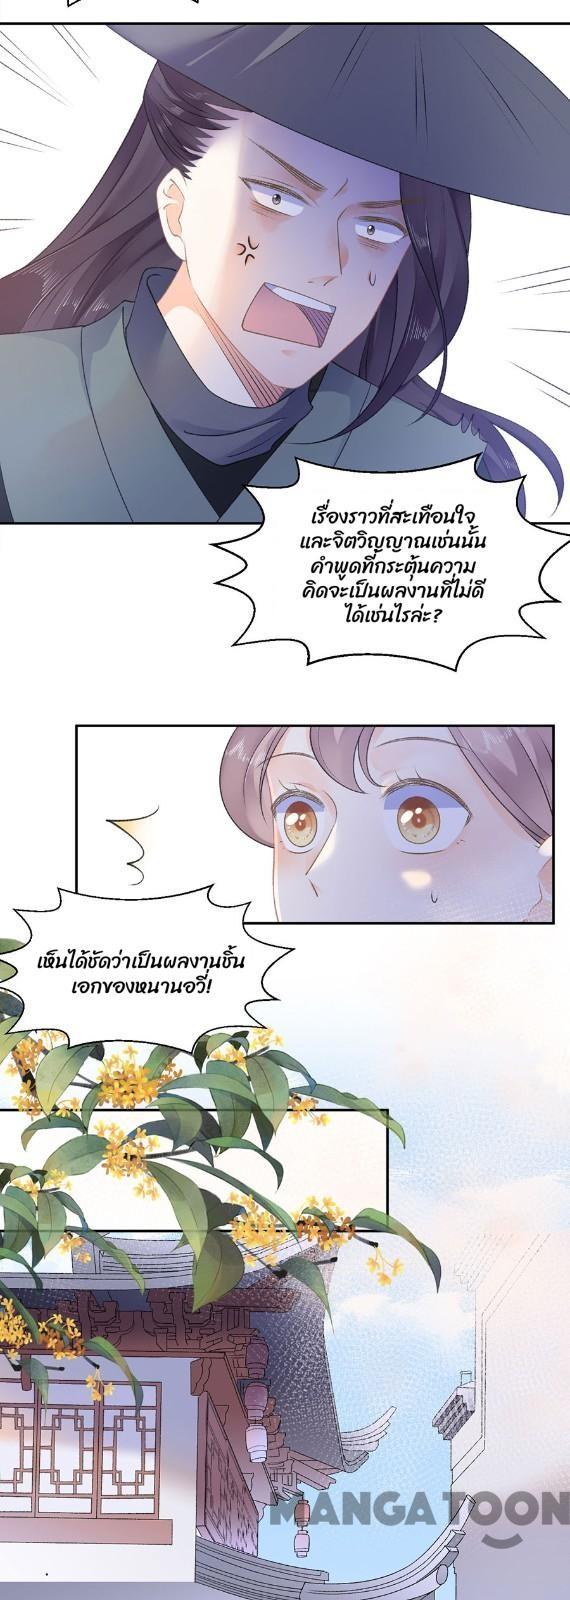 เรื่องราวที่สะเทือนใจ
และจิตวิญญาณเช่นนั้น
คำพูดที่กระตุ้นความ
คิดจะเป็นผลงานที่ไม่ดี
ได้เช่นไรล่ะ?
เห็นได้ชัดว่าเป็นผลงานชิ้น
เอกของหนานอวี่!
MANGATOON